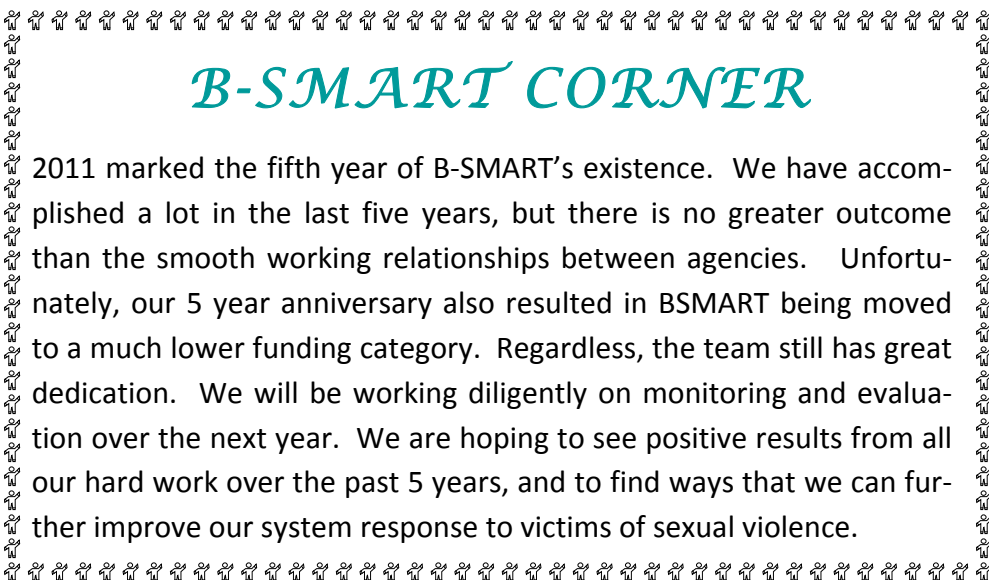 B-SMART CORNER
2011 marked the fifth year of B-SMART’s existence.  We have accom-
plished a lot in the last five years, but there is no greater outcome
than the smooth working relationships between agencies.   Unfortu-
nately, our 5 year anniversary also resulted in BSMART being moved
to a much lower funding category.  Regardless, the team still has great
dedication.  We will be working diligently on monitoring and evalua-
tion over the next year.  We are hoping to see positive results from all
our hard work over the past 5 years, and to find ways that we can fur-
ther improve our system response to victims of sexual violence.